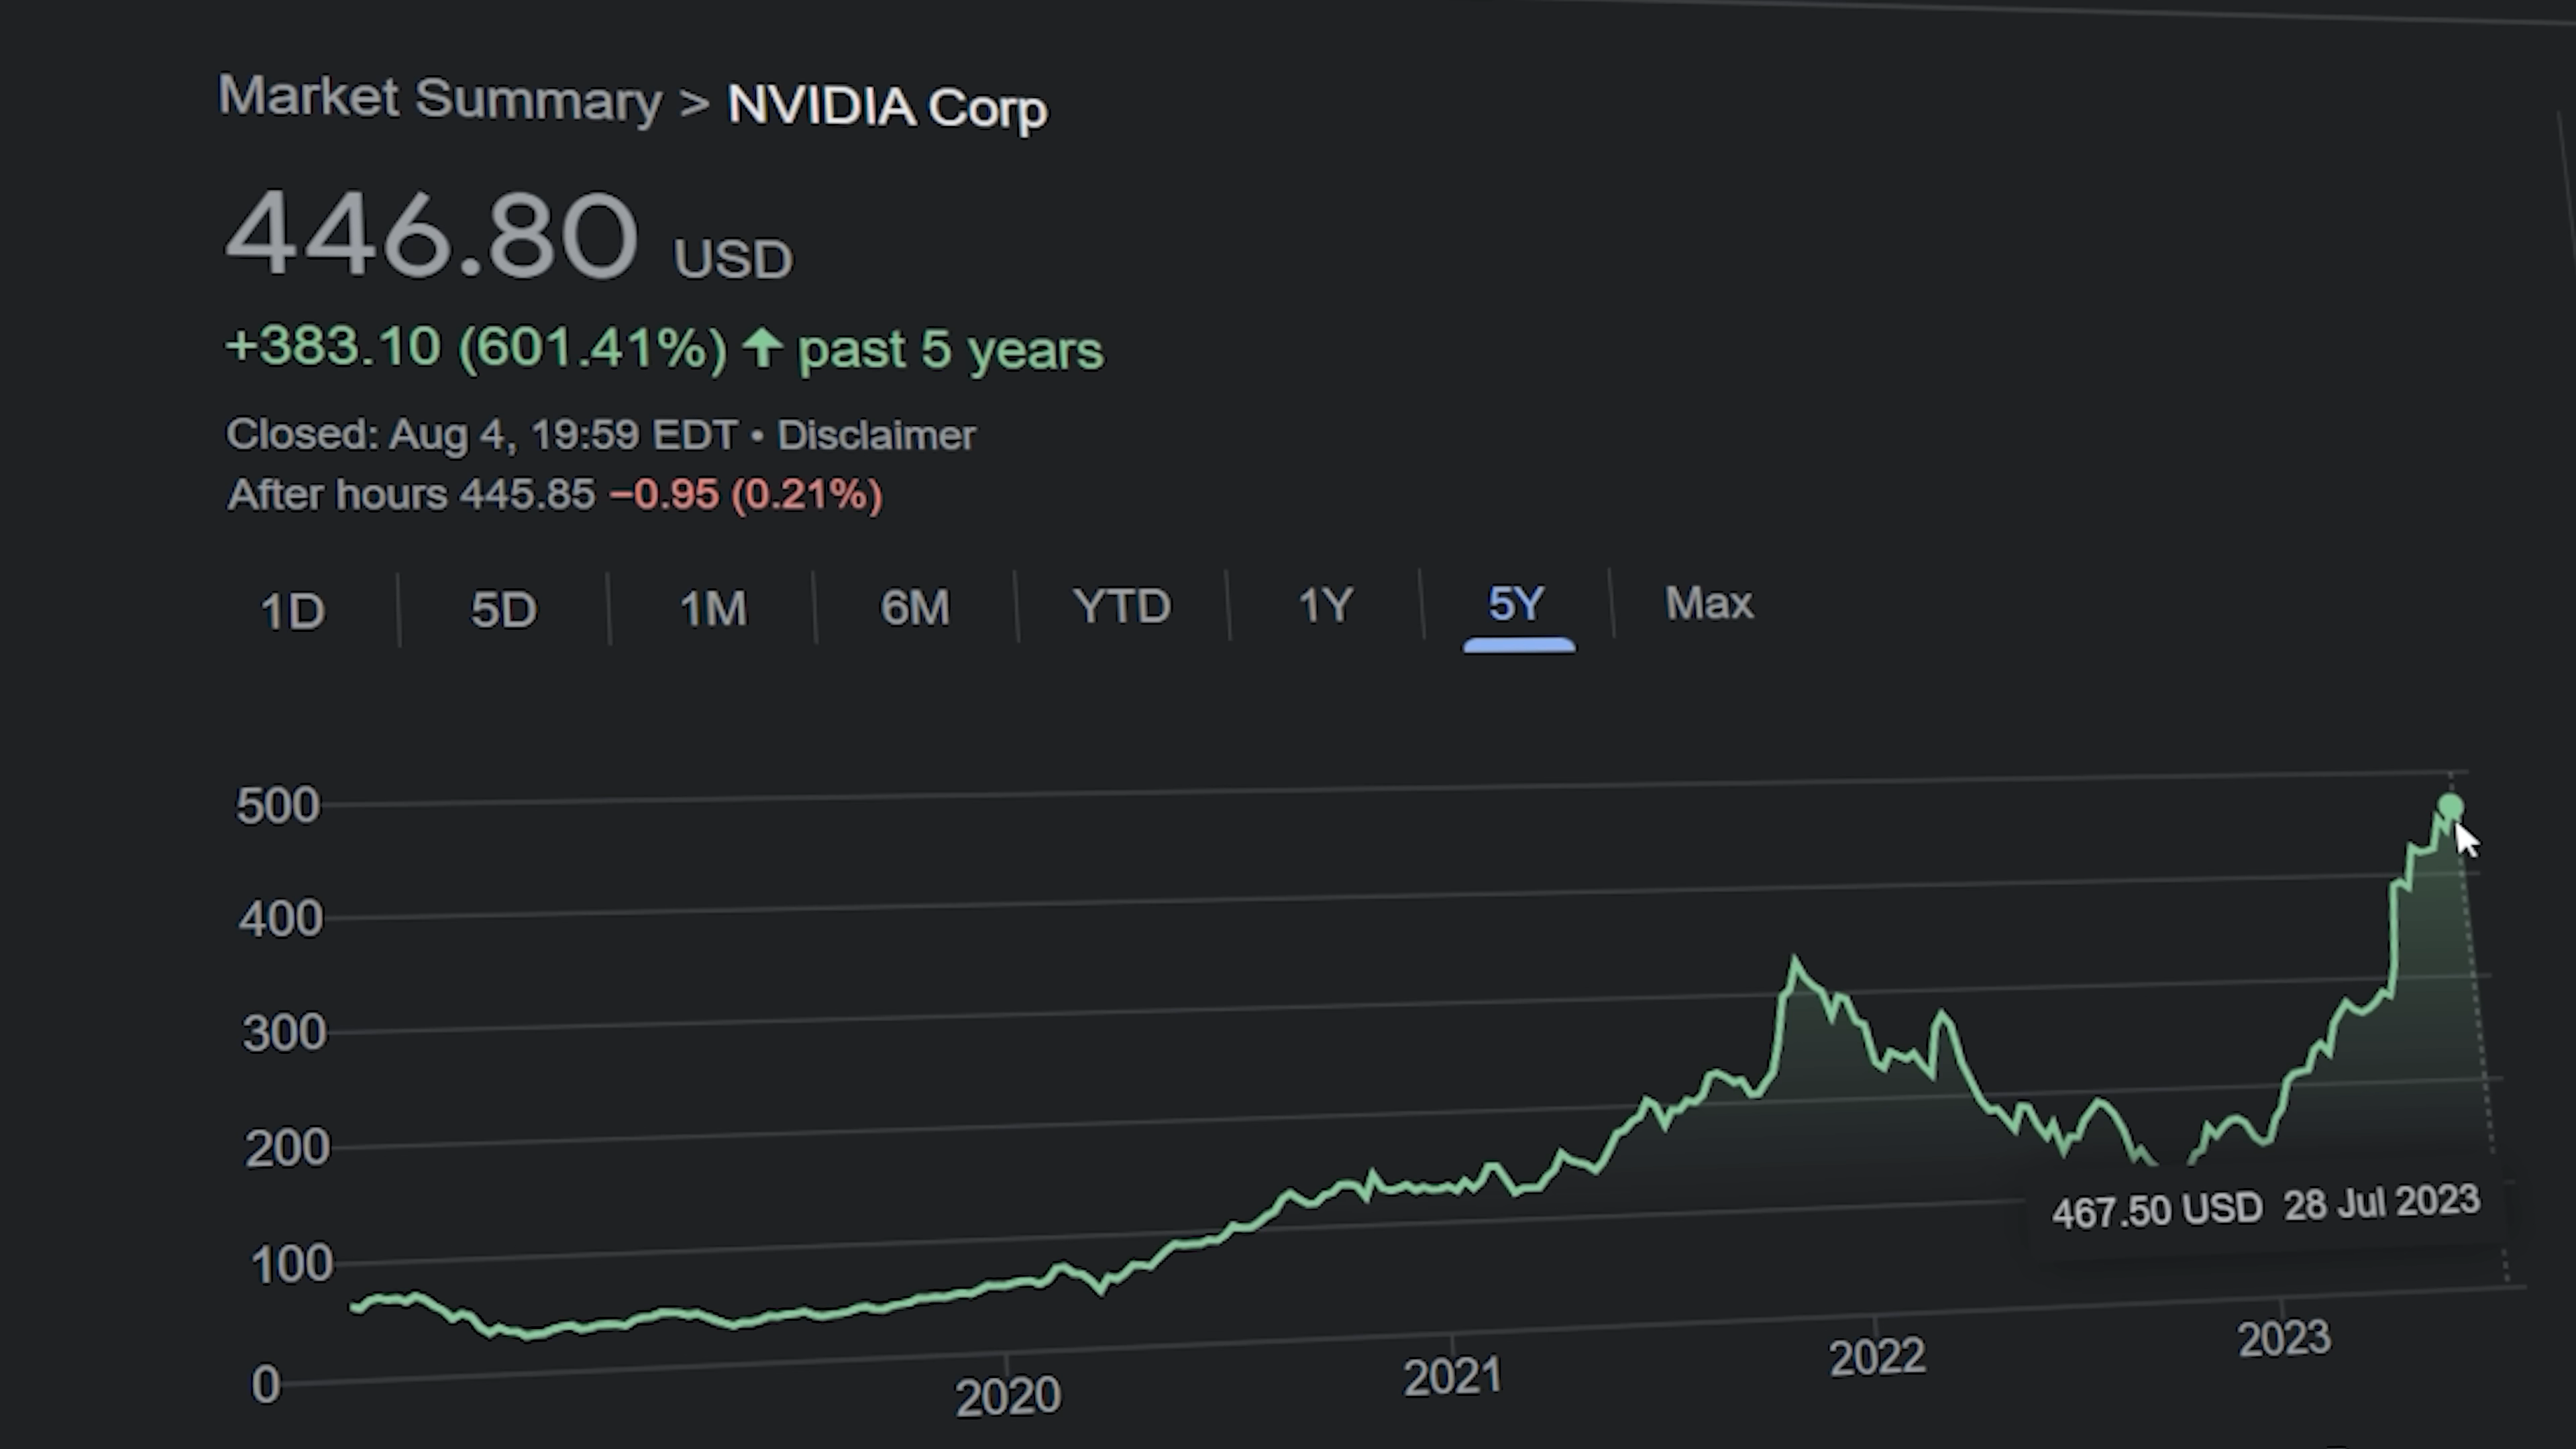 Market Summary > NVIDIA Corp
446.80 USD
+383.10 (601.41%) ↑ past 5 years
Closed: Aug 4, 19:59 EDT • Disclaimer
After hours 445.85 −0.95 (0.21%)
1D 5D 1M 6M YTD 1Y 5Y Max
500
400
300
200
100
0
467.50 USD 28 Jul 2023
2020 2021 2022 2023